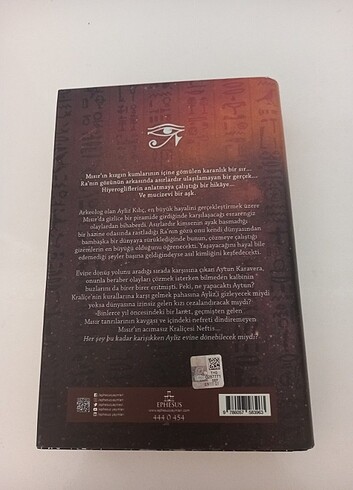 Mısır'ın kızgın kumlarının içine gömülen karanlık bir sır...
Ra'nın gözünün arkasında asırlardır ulaşılamayan bir gerçek...
Hiyerogliflerin anlatmaya çalıştığı bir hikâye...
Ve mucizevi bir aşk.
Arkeolog olan Ayliz Kılıç, en büyük hayalini gerçekleştirmek üzere
Mısır'da gizlice bir piramide girdiğinde karşılaşacağı esrarengiz
olaylardan bihaberdi. Asırlardır kimsenin ayak basmadığı
bir hazine odasında rastladığı Ra'nın gözü onu kendi dünyasından
bambaşka bir dünyaya sürüklediğinde bunun, çözmeye çalıştığı
gizemlerin en büyüğü olduğunu öğrenecekti. Yaşayacağını hayal bile
edemediği şeyler başına geldiğindeyse asıl kimliğini keşfedecekti.
Evine dönüş yolunu aradığı sırada karşısına çıkan Aytun Karavera,
onunla beraber olayları çözmek isterken bilmeden kalbinin
buzlarını da birer birer eritmişti. Peki, ne yapacaktı Aytun?
Kraliçe'nin kurallarına karşı gelmek pahasına Ayliz'i gizleyecek miydi
yoksa dünyasına izinsiz gelen kızı cezalandıracak mıydı?
Binlerce yıl öncesindeki bir lanet, geçmişten gelen
Mısır tanrılarının kavgası ve içindeki nefreti dindiremeyen
Mısır'ın acımasız Kraliçesi Neftis...
Her şey bu kadar karışıkken Ayliz evine dönebilecek miydi?
EPHESUS
www.ephesusyayinlari.com
444 0 454